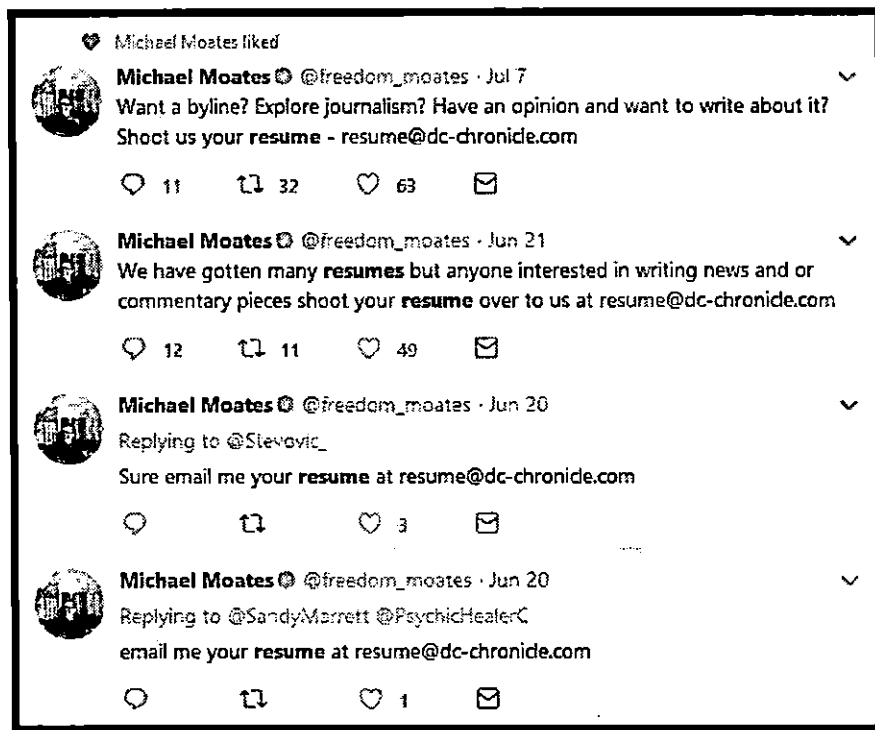 Michael Moates liked
Michael Moates @freedom_moates · Jul 7
Want a byline? Explore journalism? Have an opinion and want to write about it?
Shoot us your resume - resume@dc-chronicle.com
11 32 63
Michael Moates @freedom_moates · Jun 21
We have gotten many resumes but anyone interested in writing news and or
commentary pieces shoot your resume over to us at resume@dc-chronicle.com
12 11 49
Michael Moates @freedom_moates · Jun 20
Replying to @Slevovic_
Sure email me your resume at resume@dc-chronicle.com
3
Michael Moates @freedom_moates · Jun 20
Replying to @SandyMarrett @PsychicHealerC
email me your resume at resume@dc-chronicle.com
1